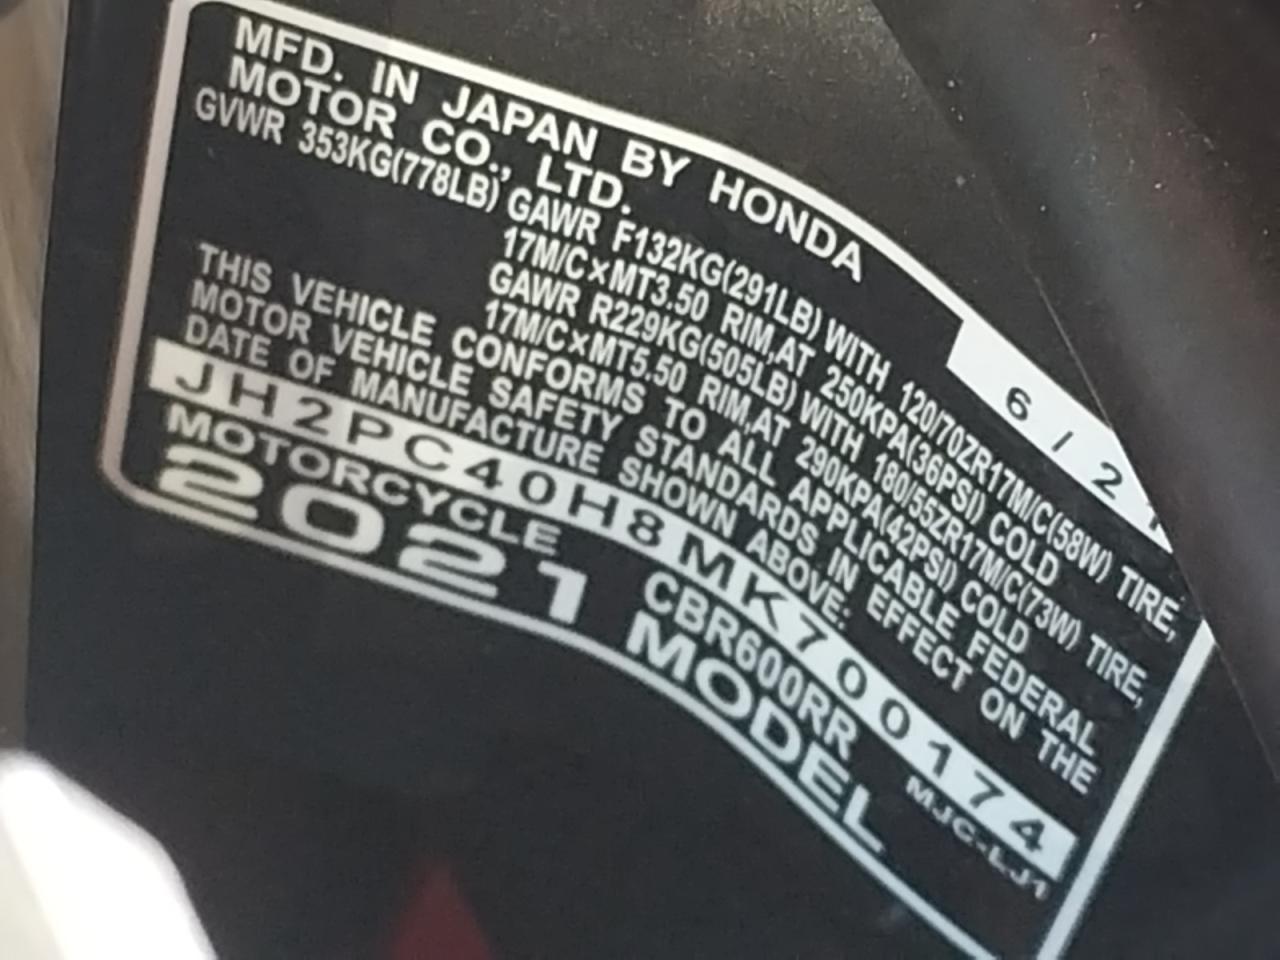 MFD. IN JAPAN BY HONDA
MOTOR CO., LTD.
6 / 21
GVWR 353KG(778LB) GAWR F132KG(291LB) WITH 120/70ZR17M/C(58W) TIRE,
17M/C×MT3.50 RIM,AT 250KPA(36PSI) COLD
GAWR R229KG(505LB) WITH 180/55ZR17M/C(73W) TIRE,
17M/C×MT5.50 RIM,AT 290KPA(42PSI) COLD
THIS VEHICLE CONFORMS TO ALL APPLICABLE FEDERAL
MOTOR VEHICLE SAFETY STANDARDS IN EFFECT ON THE
DATE OF MANUFACTURE SHOWN ABOVE:
JH2PC40H8MK700174
MOTORCYCLE CBR600RR MJC-LJ1
2021 MODEL